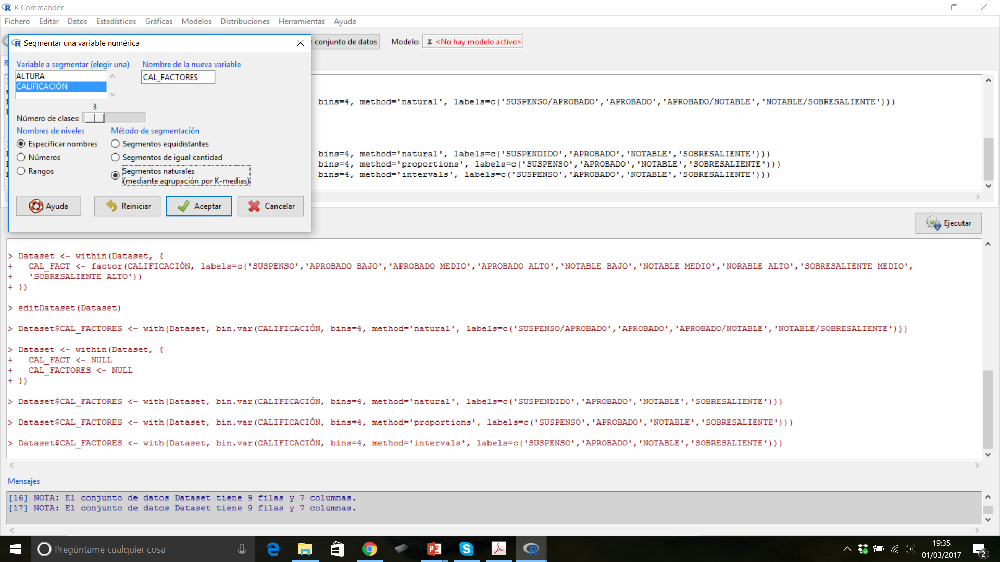 R Commander
Fichero Editar Datos Estadísticos Gráficas Modelos Distribuciones Herramientas Ayuda
conjunto de datos Modelo: Σ <No hay modelo activo>
Segmentar una variable numérica
Variable a segmentar (elegir una) Nombre de la nueva variable
ALTURA
CALIFICACIÓN
CAL_FACTORES
3
Número de clases:
Nombres de niveles Método de segmentación
Especificar nombres Segmentos equidistantes
Números Segmentos de igual cantidad
Rangos Segmentos naturales
(mediante agrupación por K-medias)
Ayuda Reiniciar Aceptar Cancelar
bins=4, method='natural', labels=c('SUSPENSO/APROBADO','APROBADO','APROBADO/NOTABLE','NOTABLE/SOBRESALIENTE')))
bins=4, method='natural', labels=c('SUSPENDIDO','APROBADO','NOTABLE','SOBRESALIENTE')))
bins=4, method='proportions', labels=c('SUSPENSO','APROBADO','NOTABLE','SOBRESALIENTE')))
bins=4, method='intervals', labels=c('SUSPENSO','APROBADO','NOTABLE','SOBRESALIENTE')))
Ejecutar
> Dataset <- within(Dataset, {
+   CAL_FACT <- factor(CALIFICACIÓN, labels=c('SUSPENSO','APROBADO BAJO','APROBADO MEDIO','APROBADO ALTO','NOTABLE BAJO','NOTABLE MEDIO','NORABLE ALTO','SOBRESALIENTE MEDIO',
+   'SOBRESALIENTE ALTO'))
+ })
> editDataset(Dataset)
> Dataset$CAL_FACTORES <- with(Dataset, bin.var(CALIFICACIÓN, bins=4, method='natural', labels=c('SUSPENSO/APROBADO','APROBADO','APROBADO/NOTABLE','NOTABLE/SOBRESALIENTE')))
> Dataset <- within(Dataset, {
+   CAL_FACT <- NULL
+   CAL_FACTORES <- NULL
+ })
> Dataset$CAL_FACTORES <- with(Dataset, bin.var(CALIFICACIÓN, bins=4, method='natural', labels=c('SUSPENDIDO','APROBADO','NOTABLE','SOBRESALIENTE')))
> Dataset$CAL_FACTORES <- with(Dataset, bin.var(CALIFICACIÓN, bins=4, method='proportions', labels=c('SUSPENSO','APROBADO','NOTABLE','SOBRESALIENTE')))
> Dataset$CAL_FACTORES <- with(Dataset, bin.var(CALIFICACIÓN, bins=4, method='intervals', labels=c('SUSPENSO','APROBADO','NOTABLE','SOBRESALIENTE')))
Mensajes
[16] NOTA: El conjunto de datos Dataset tiene 9 filas y 7 columnas.
[17] NOTA: El conjunto de datos Dataset tiene 9 filas y 7 columnas.
Pregúntame cualquier cosa
19:35
01/03/2017
2